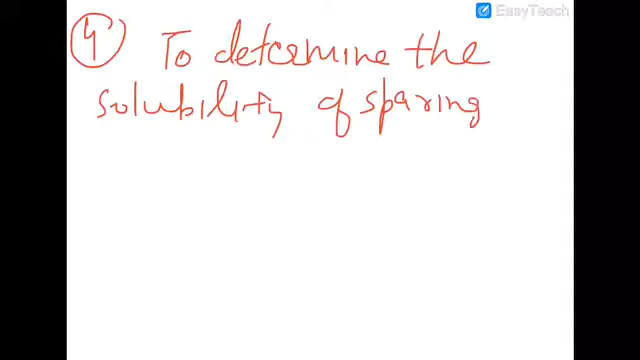 EasyTeach
4 To determine the
solubility of sparing